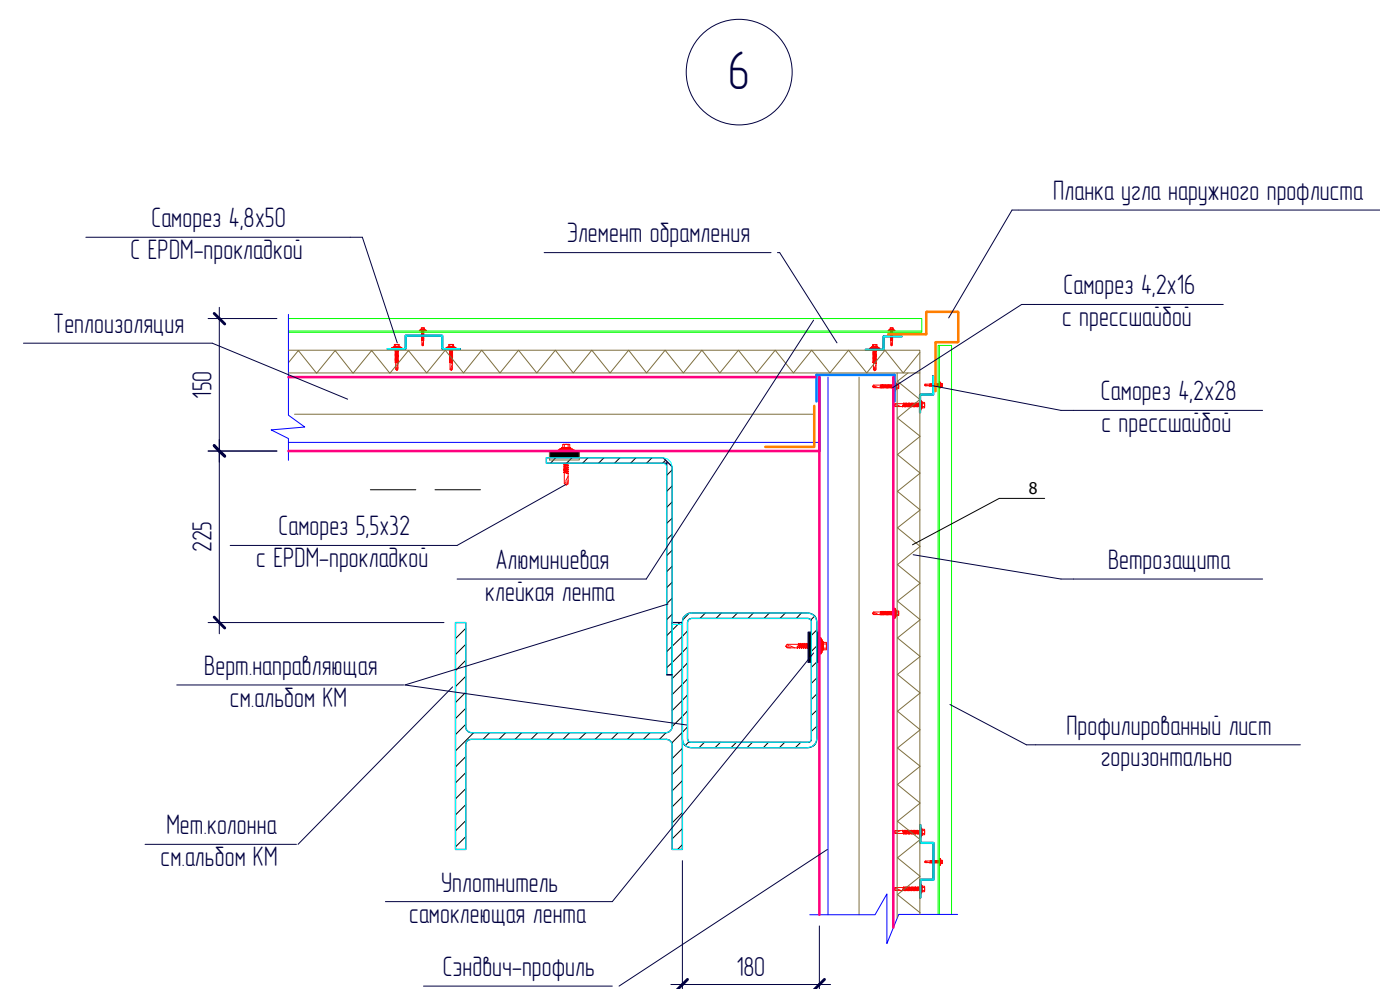 6
Планка угла наружного профлиста
Саморез 4,8х50
С EPDM-прокладкой
Элемент обрамления
Саморез 4,2х16
с прессшайбой
Теплоизоляция
150
Саморез 4,2х28
с прессшайбой
8
225
Саморез 5,5х32
с EPDM-прокладкой
Алюминиевая
клейкая лента
Ветрозащита
Верт.направляющая
см.альбом КМ
Профилированный лист
горизонтально
Мет.колонна
см.альбом КМ
Уплотнитель
самоклеющая лента
Сэндвич-профиль
180